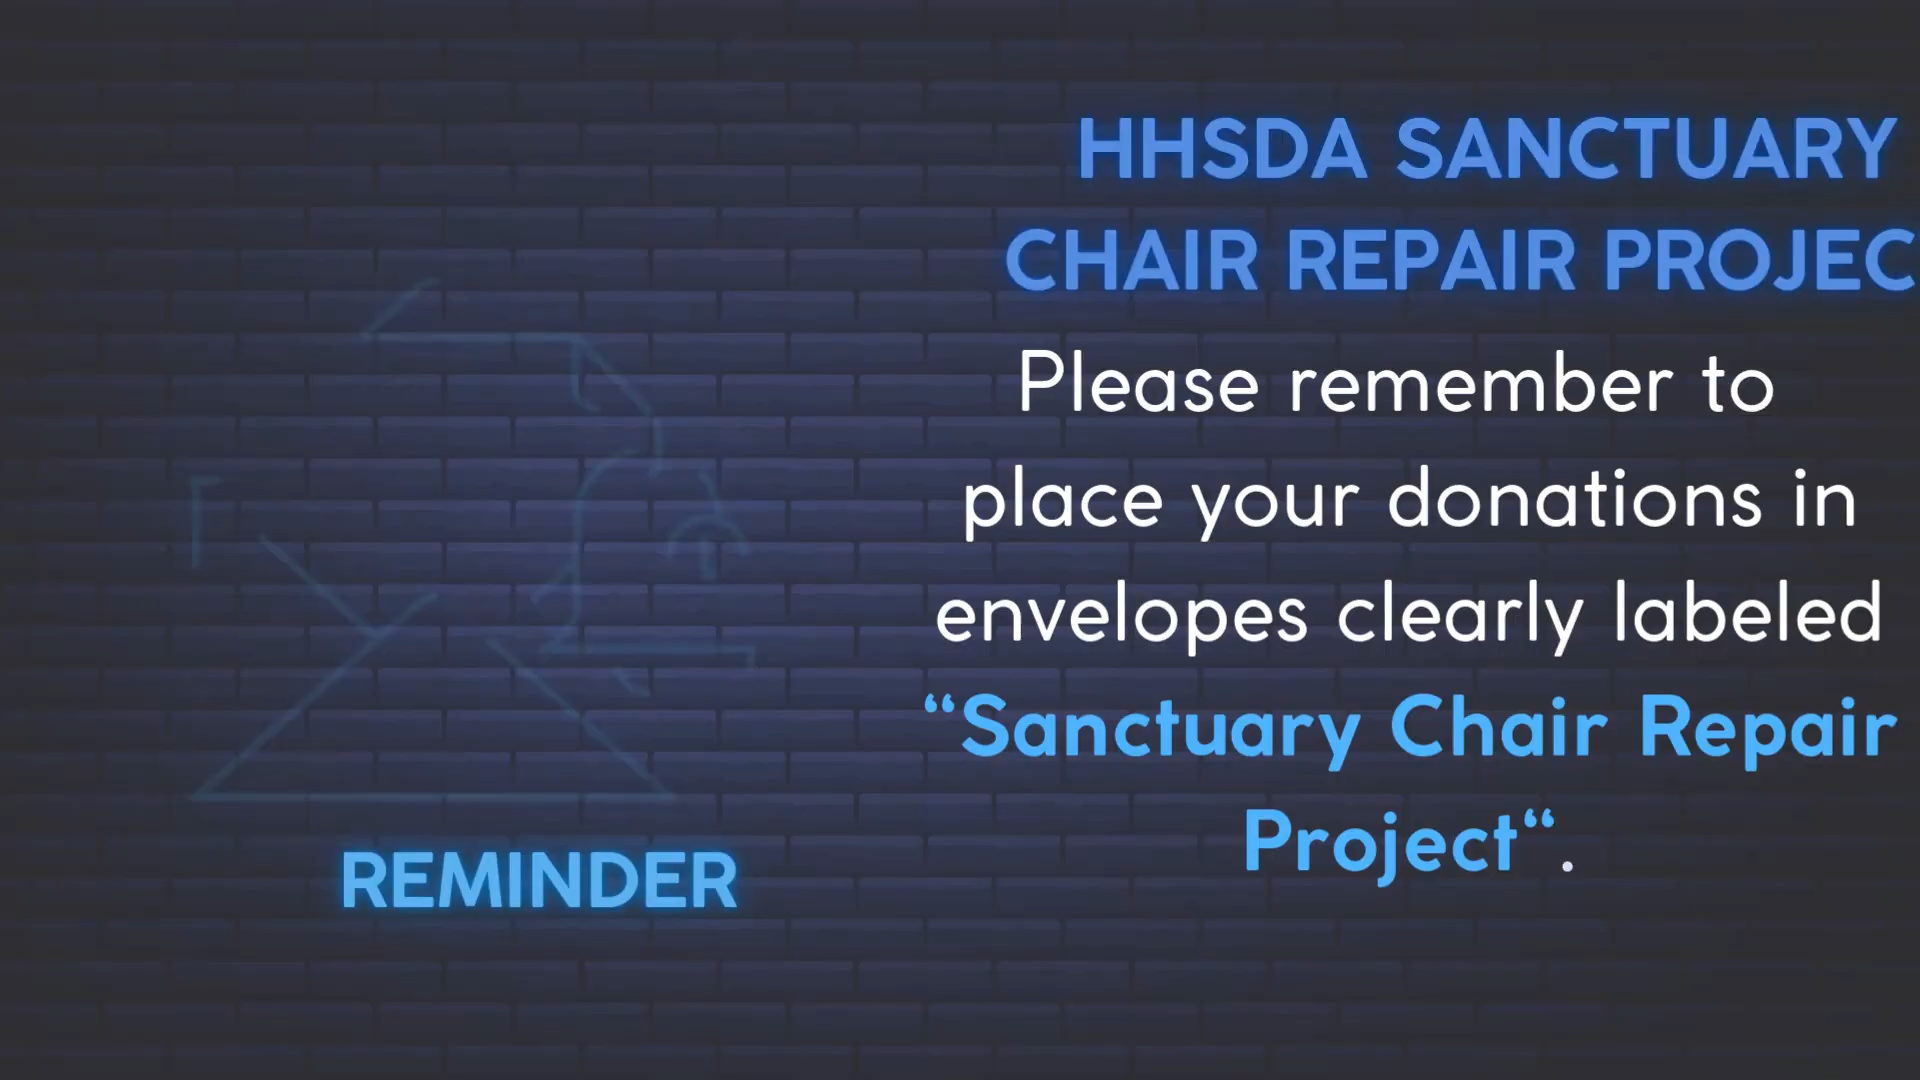 HHSDA SANCTUARY
CHAIR REPAIR PROJEC
Please remember to
place your donations in
envelopes clearly labeled
“Sanctuary Chair Repair
Project“.
REMINDER